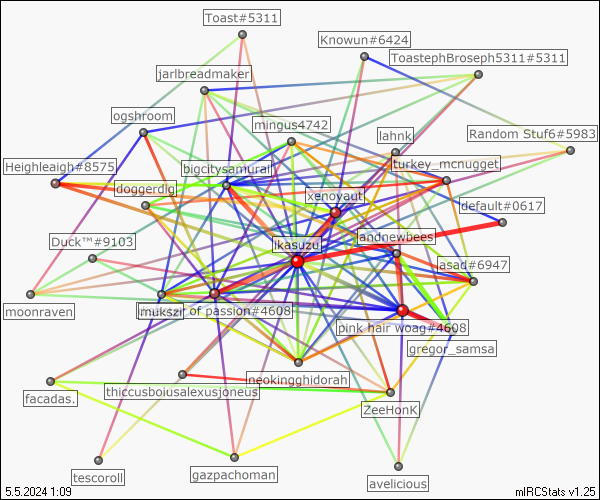 Toast#5311
Knowun#6424
ToastephBroseph5311#5311
jarlbreadmaker
ogshroom
mingus4742
lahnk
Random Stuf6#5983
Heighleaigh#8575
bigcitysamurai
turkey_mcnugget
doggerdig
xenoyaut
default#0617
Duck™#9103
ikasuzu
andnewbees
asad#6947
moonraven
mukszr of passion#4608
pink hair woag#4608
gregor_samsa
neokingghidorah
facadas.
thiccusboiusalexusjoneus
ZeeHonK
tescoroll
gazpachoman
avelicious
5.5.2024 1:09
mIRCStats v1.25